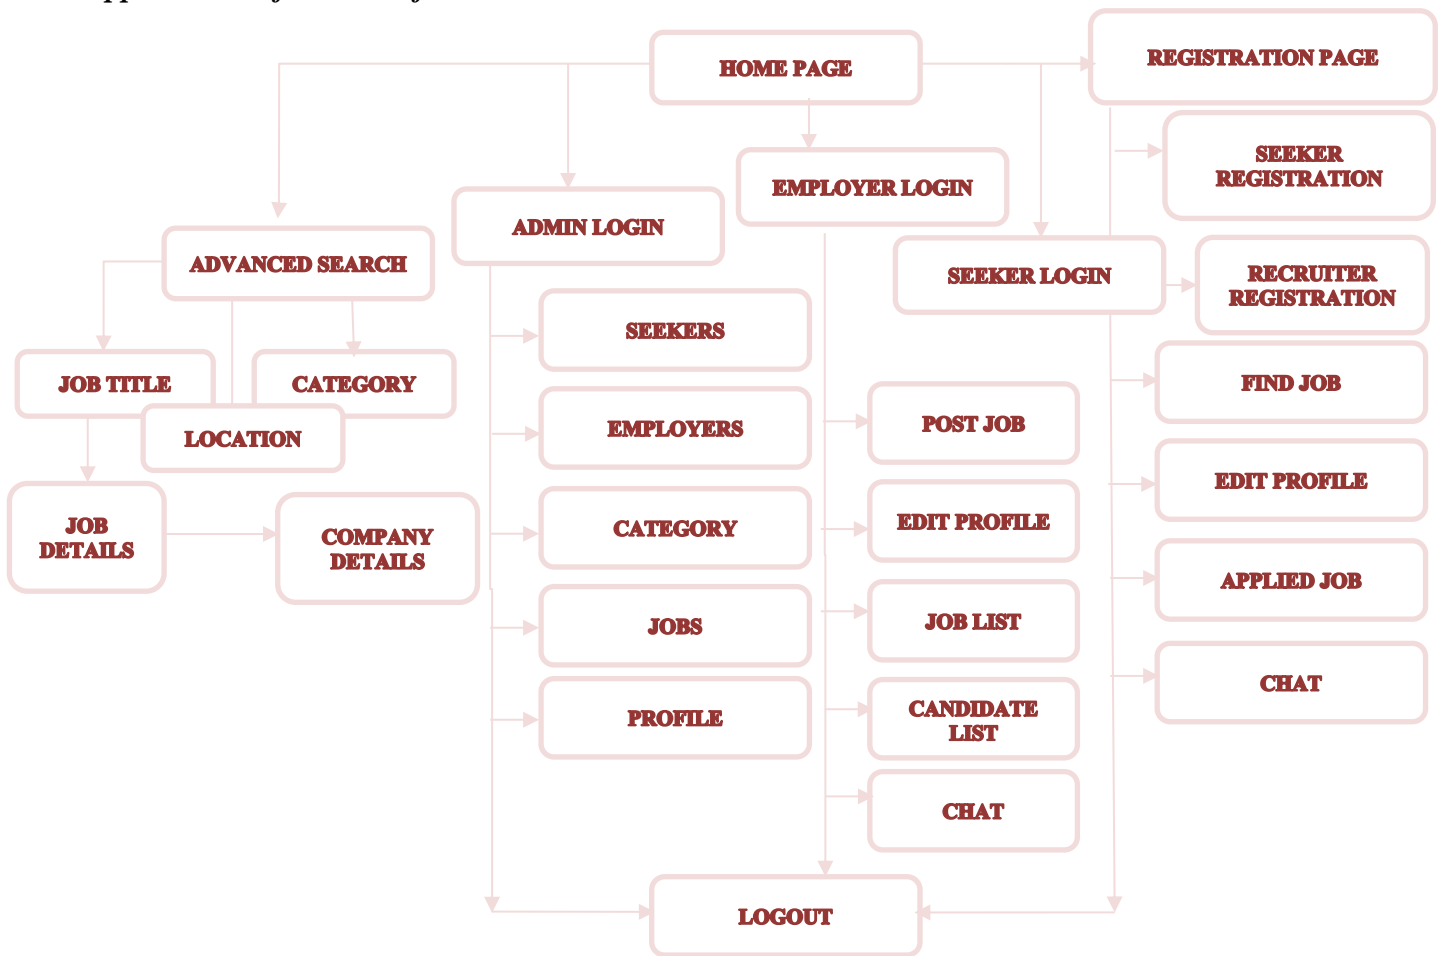 HOME PAGE
REGISTRATION PAGE
SEEKER
REGISTRATION
EMPLOYER LOGIN
ADMIN LOGIN
ADVANCED SEARCH
SEEKER LOGIN
RECRUITER
REGISTRATION
SEEKERS
JOB TITLE
CATEGORY
FIND JOB
LOCATION
EMPLOYERS
POST JOB
EDIT PROFILE
JOB
DETAILS
COMPANY
DETAILS
CATEGORY
EDIT PROFILE
APPLIED JOB
JOBS
JOB LIST
CHAT
PROFILE
CANDIDATE
LIST
CHAT
LOGOUT